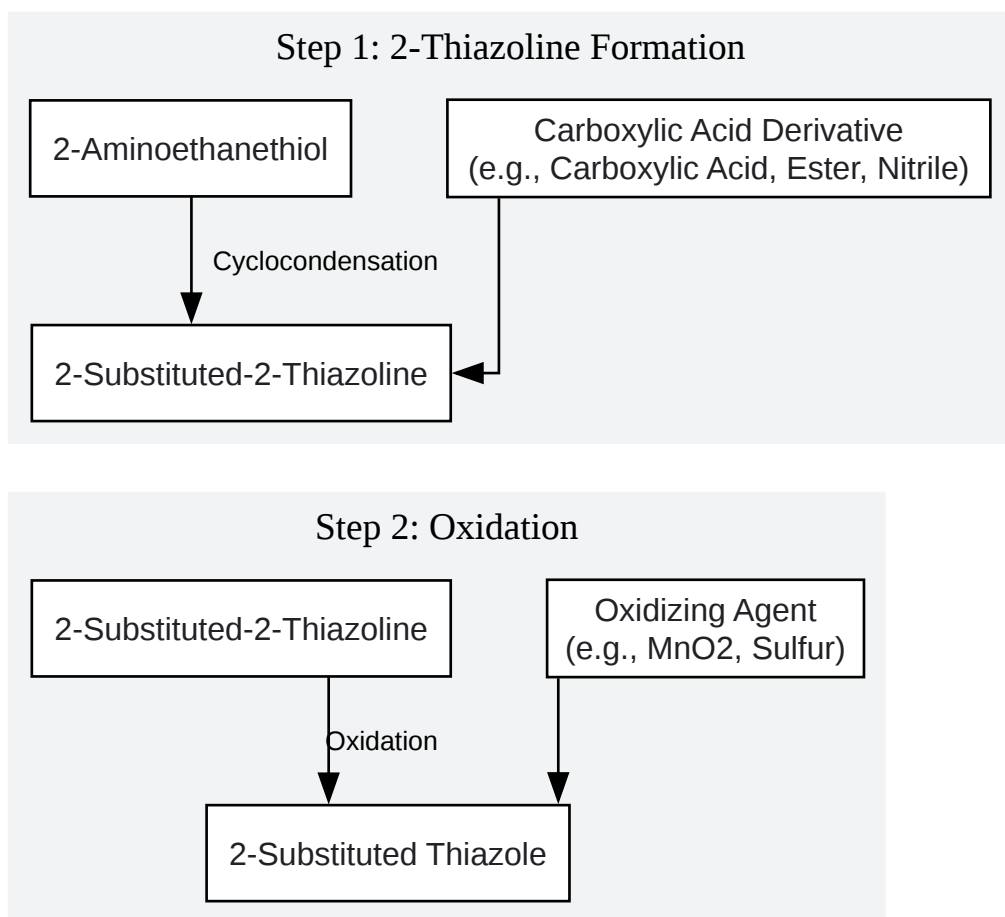 Step 1: 2-Thiazoline Formation
2-Aminoethanethiol
Carboxylic Acid Derivative
(e.g., Carboxylic Acid, Ester, Nitrile)
Cyclocondensation
2-Substituted-2-Thiazoline
Step 2: Oxidation
2-Substituted-2-Thiazoline
Oxidizing Agent
(e.g., MnO2, Sulfur)
Oxidation
2-Substituted Thiazole